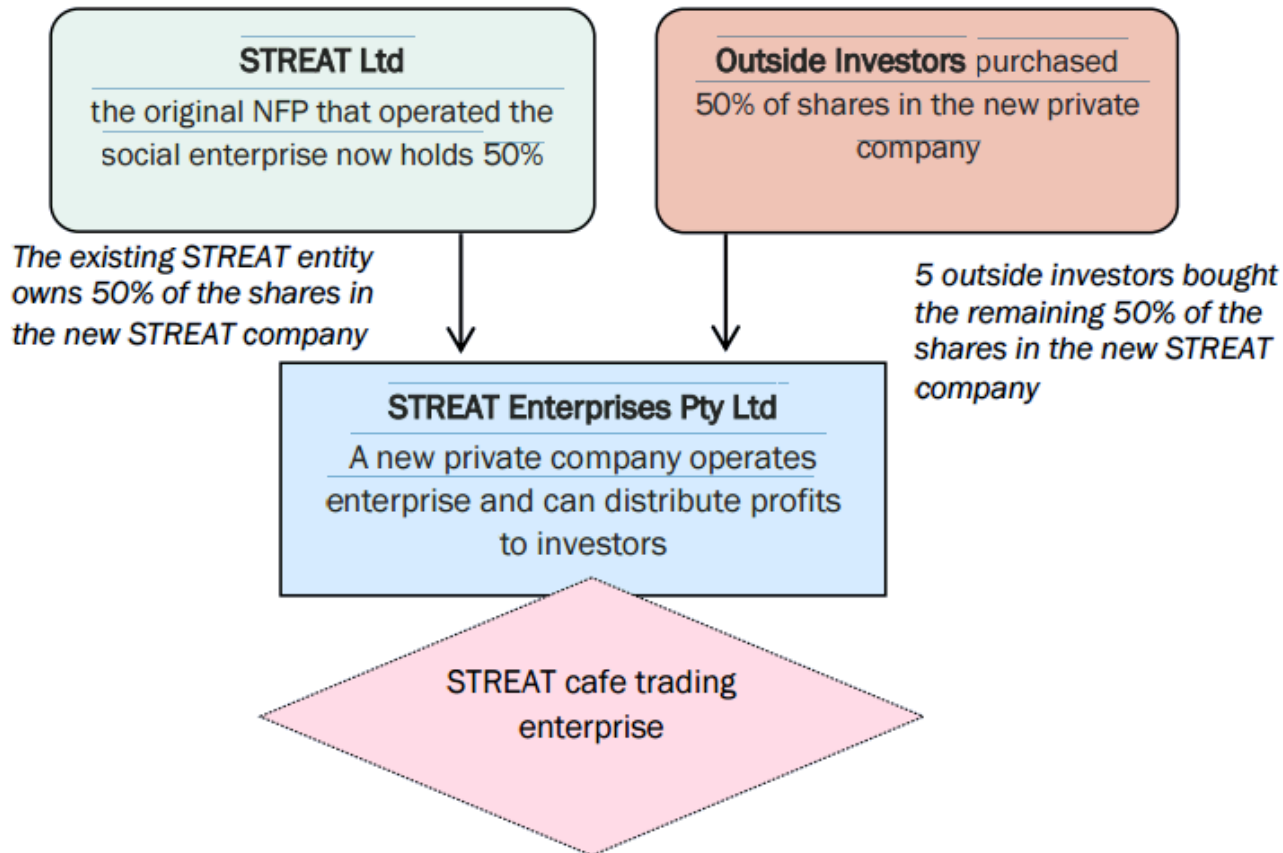 STREAT Ltd
the original NFP that operated the
social enterprise now holds 50%
Outside Investors purchased
50% of shares in the new private
company
The existing STREAT entity
owns 50% of the shares in
the new STREAT company
5 outside investors bought
the remaining 50% of the
shares in the new STREAT
company
STREAT Enterprises Pty Ltd
A new private company operates
enterprise and can distribute profits
to investors
STREAT cafe trading
enterprise